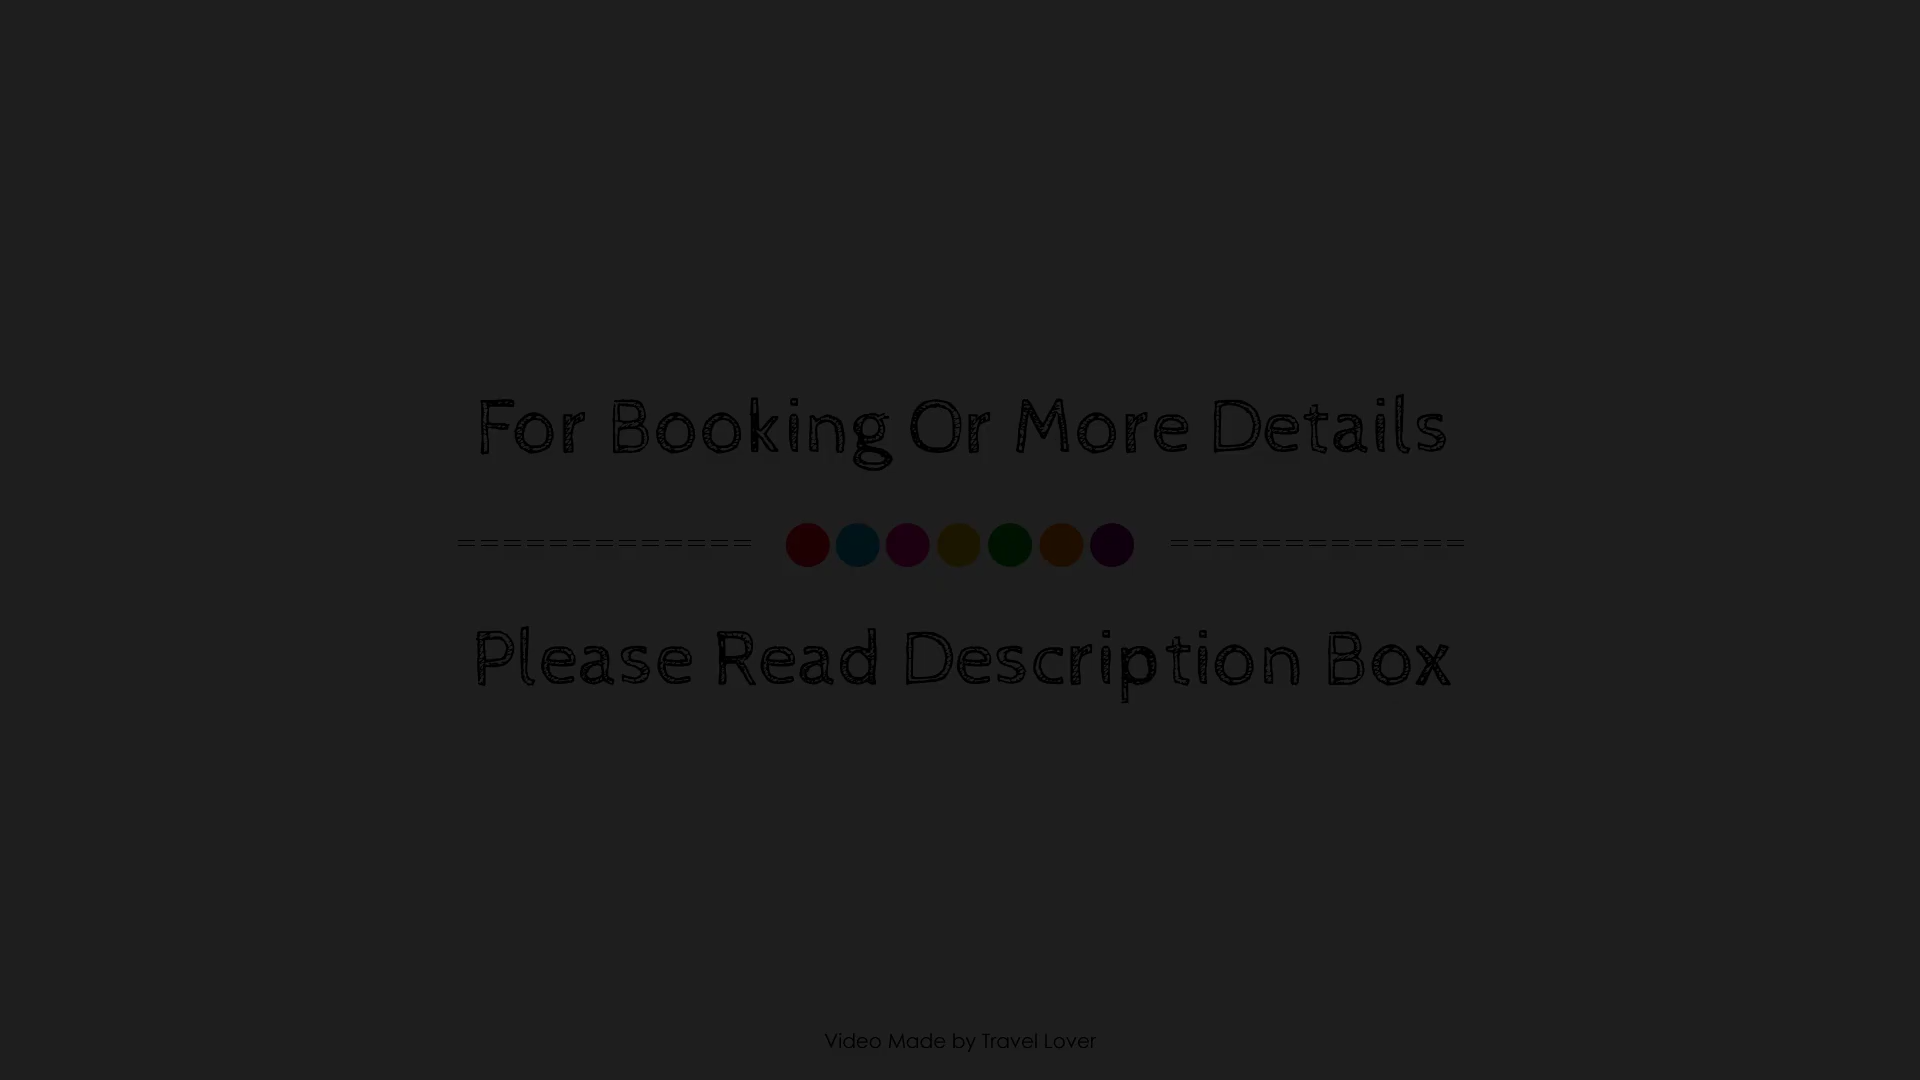 For Booking Or More Details
============= =============
Please Read Description Box
Video Made by Travel Lover